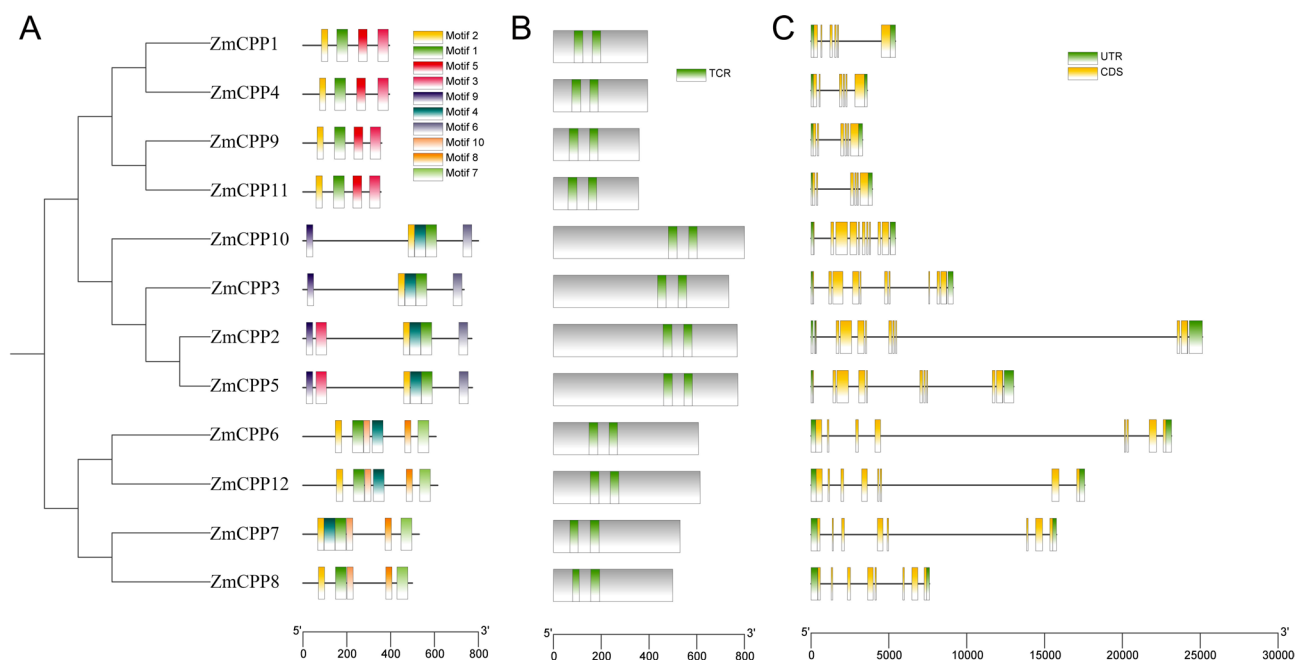 A
B
C
ZmCPP1
ZmCPP4
ZmCPP9
ZmCPP11
ZmCPP10
ZmCPP3
ZmCPP2
ZmCPP5
ZmCPP6
ZmCPP12
ZmCPP7
ZmCPP8
Motif 2
Motif 1
Motif 5
Motif 3
Motif 9
Motif 4
Motif 6
Motif 10
Motif 8
Motif 7
5' 3'
0 200 400 600 800
TCR
5' 3'
0 200 400 600 800
UTR
CDS
5' 3'
0 5000 10000 15000 20000 25000 30000